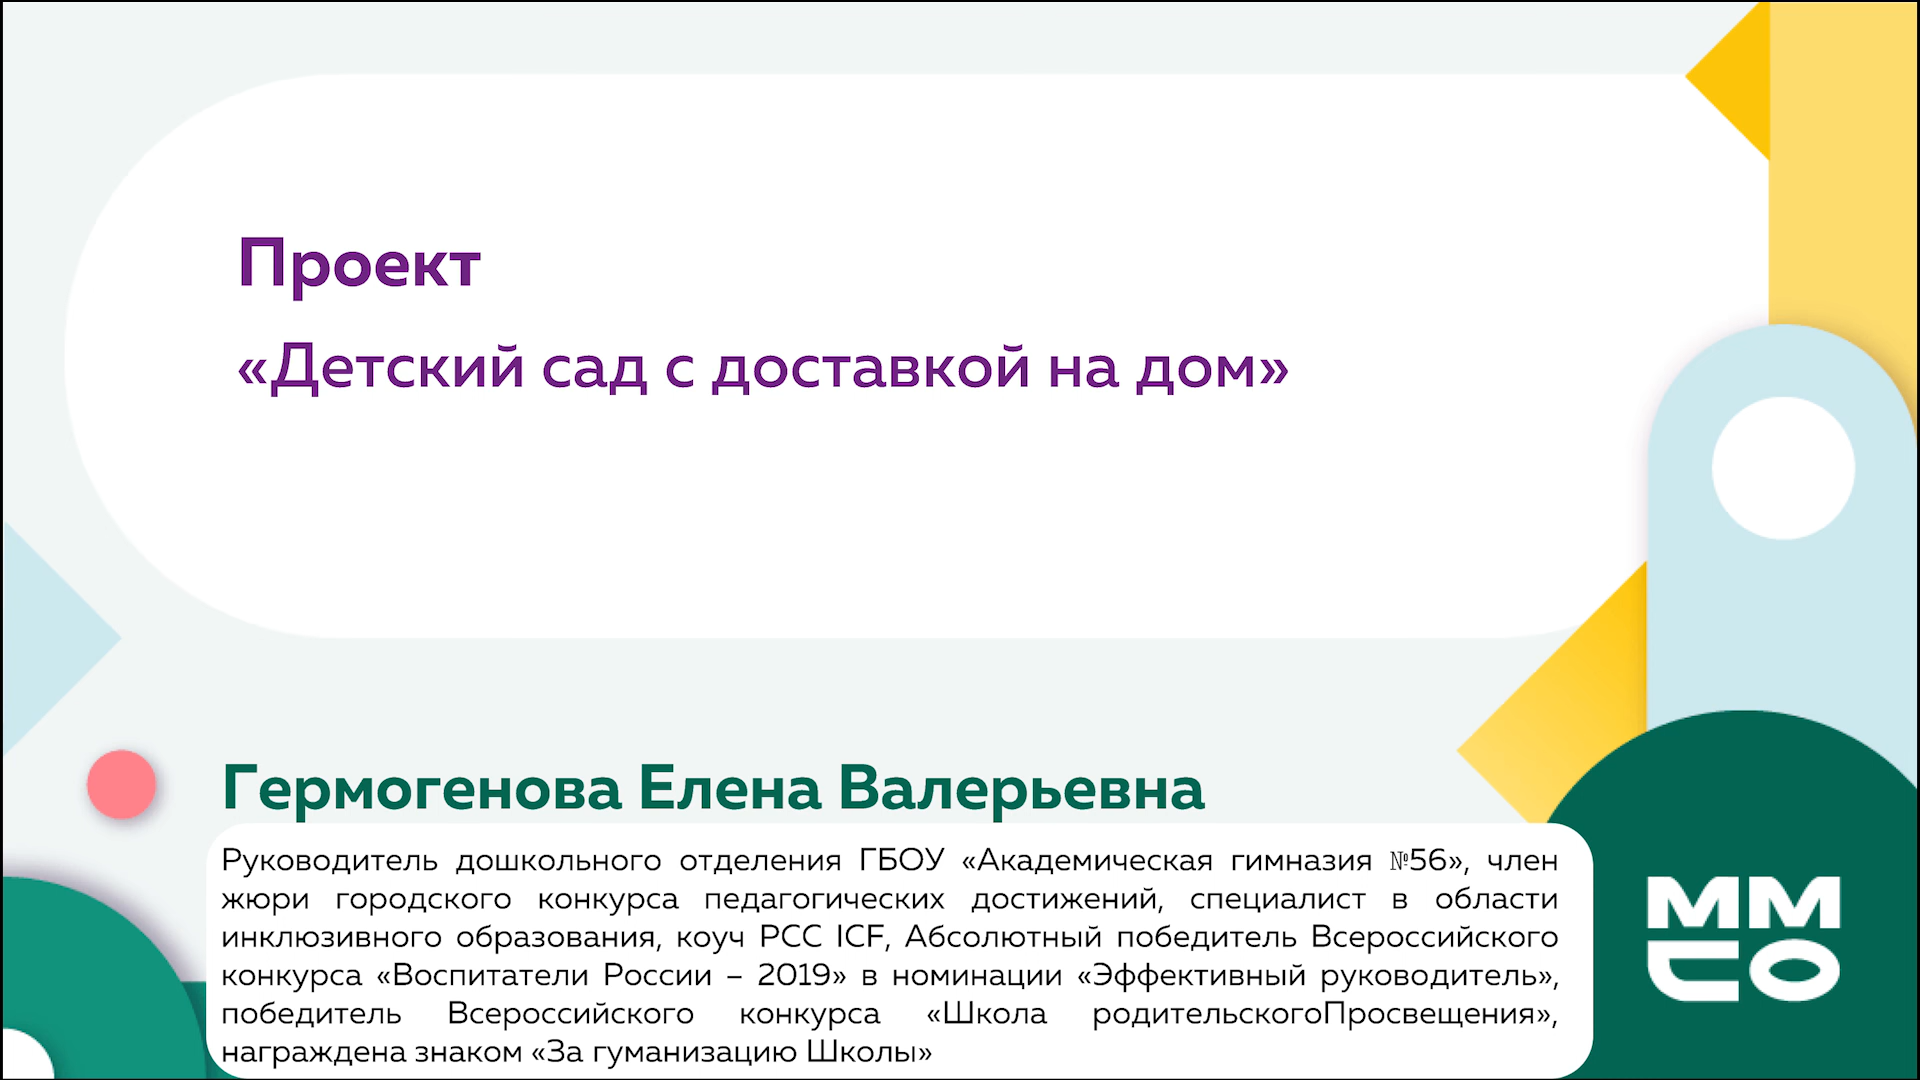 Проект
«Детский сад с доставкой на дом»
Гермогенова Елена Валерьевна
Руководитель дошкольного отделения ГБОУ «Академическая гимназия №56», член
жюри городского конкурса педагогических достижений, специалист в области
инклюзивного образования, коуч PCC ICF, Абсолютный победитель Всероссийского
конкурса «Воспитатели России – 2019» в номинации «Эффективный руководитель»,
победитель Всероссийского конкурса «Школа родительскогоПросвещения»,
награждена знаком «За гуманизацию Школы»
ММ
СО